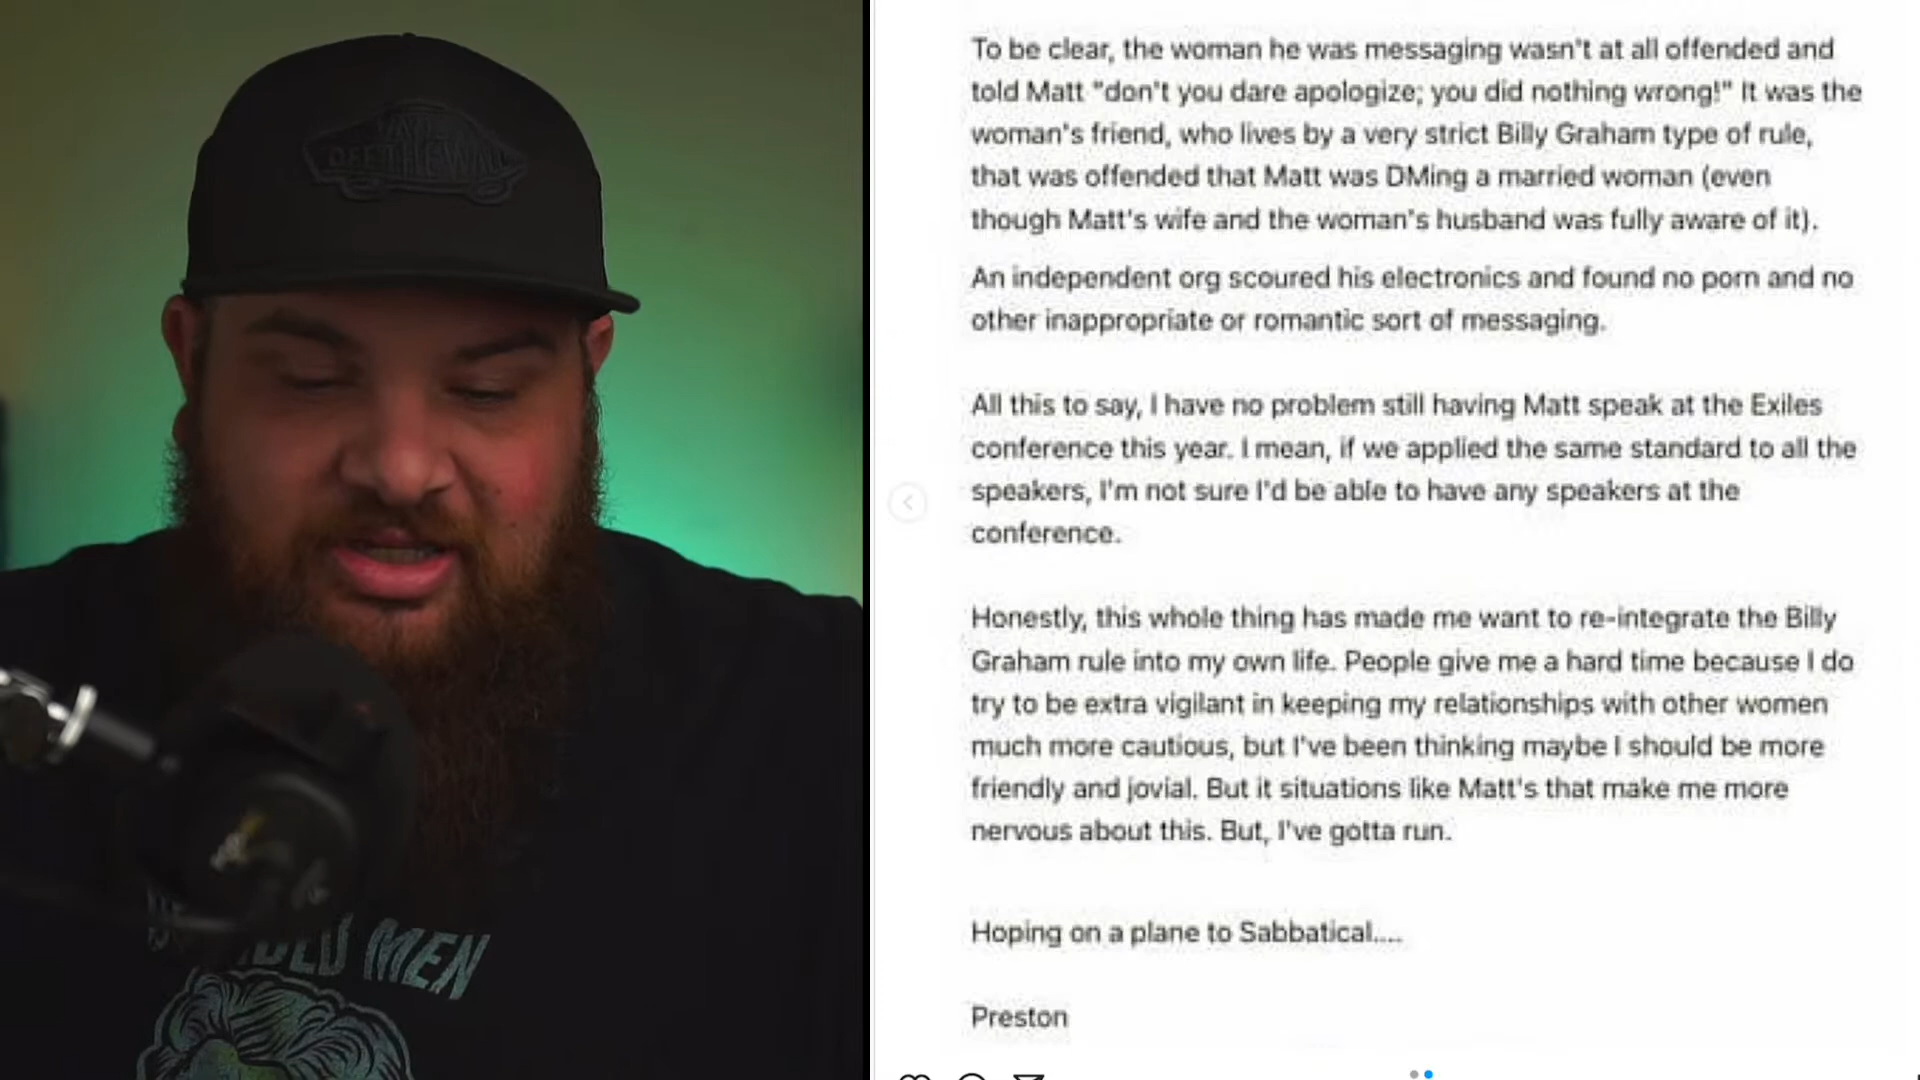 To be clear, the woman he was messaging wasn't at all offended and
told Matt "don't you dare apologize; you did nothing wrong!" It was the
woman's friend, who lives by a very strict Billy Graham type of rule,
that was offended that Matt was DMing a married woman (even
though Matt's wife and the woman's husband was fully aware of it).
An independent org scoured his electronics and found no porn and no
other inappropriate or romantic sort of messaging.
All this to say, I have no problem still having Matt speak at the Exiles
conference this year. I mean, if we applied the same standard to all the
speakers, I'm not sure I'd be able to have any speakers at the
conference.
Honestly, this whole thing has made me want to re-integrate the Billy
Graham rule into my own life. People give me a hard time because I do
try to be extra vigilant in keeping my relationships with other women
much more cautious, but I've been thinking maybe I should be more
friendly and jovial. But it situations like Matt's that make me more
nervous about this. But, I've gotta run.
Hoping on a plane to Sabbatical....
Preston
OFF THE WALL
MEN